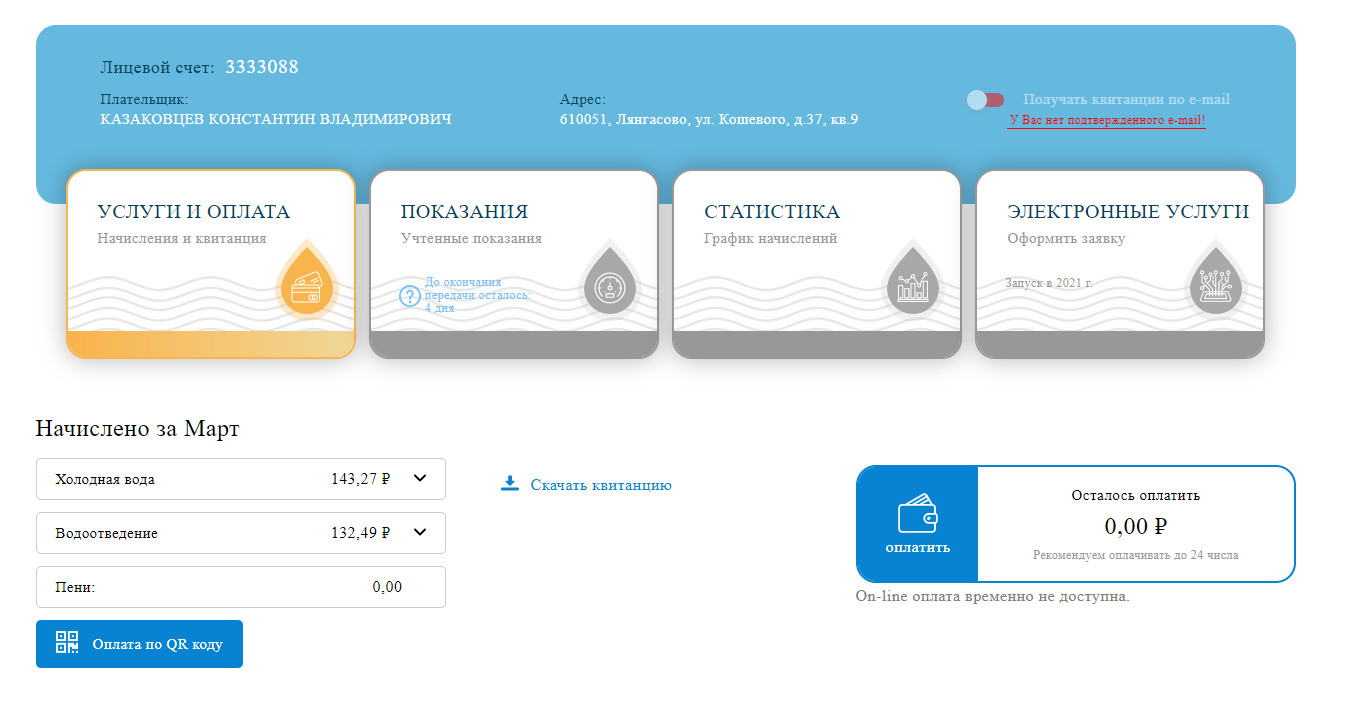 Лицевой счет: 3333088
Плательщик:
КАЗАКОВЦЕВ КОНСТАНТИН ВЛАДИМИРОВИЧ
Адрес:
610051, Лянгасово, ул. Кошевого, д.37, кв.9
Получать квитанции по e-mail
У Вас нет подтвержденного e-mail!
УСЛУГИ И ОПЛАТА
Начисления и квитанция
ПОКАЗАНИЯ
Учтенные показания
?
До окончания
передачи осталось:
4 дня
СТАТИСТИКА
График начислений
ЭЛЕКТРОННЫЕ УСЛУГИ
Оформить заявку
Запуск в 2021 г.
Начислено за Март
Холодная вода 143,27 ₽
Водоотведение 132,49 ₽
Пени: 0,00
Оплата по QR коду
Скачать квитанцию
оплатить
Осталось оплатить
0,00 ₽
Рекомендуем оплачивать до 24 числа
On-line оплата временно не доступна.